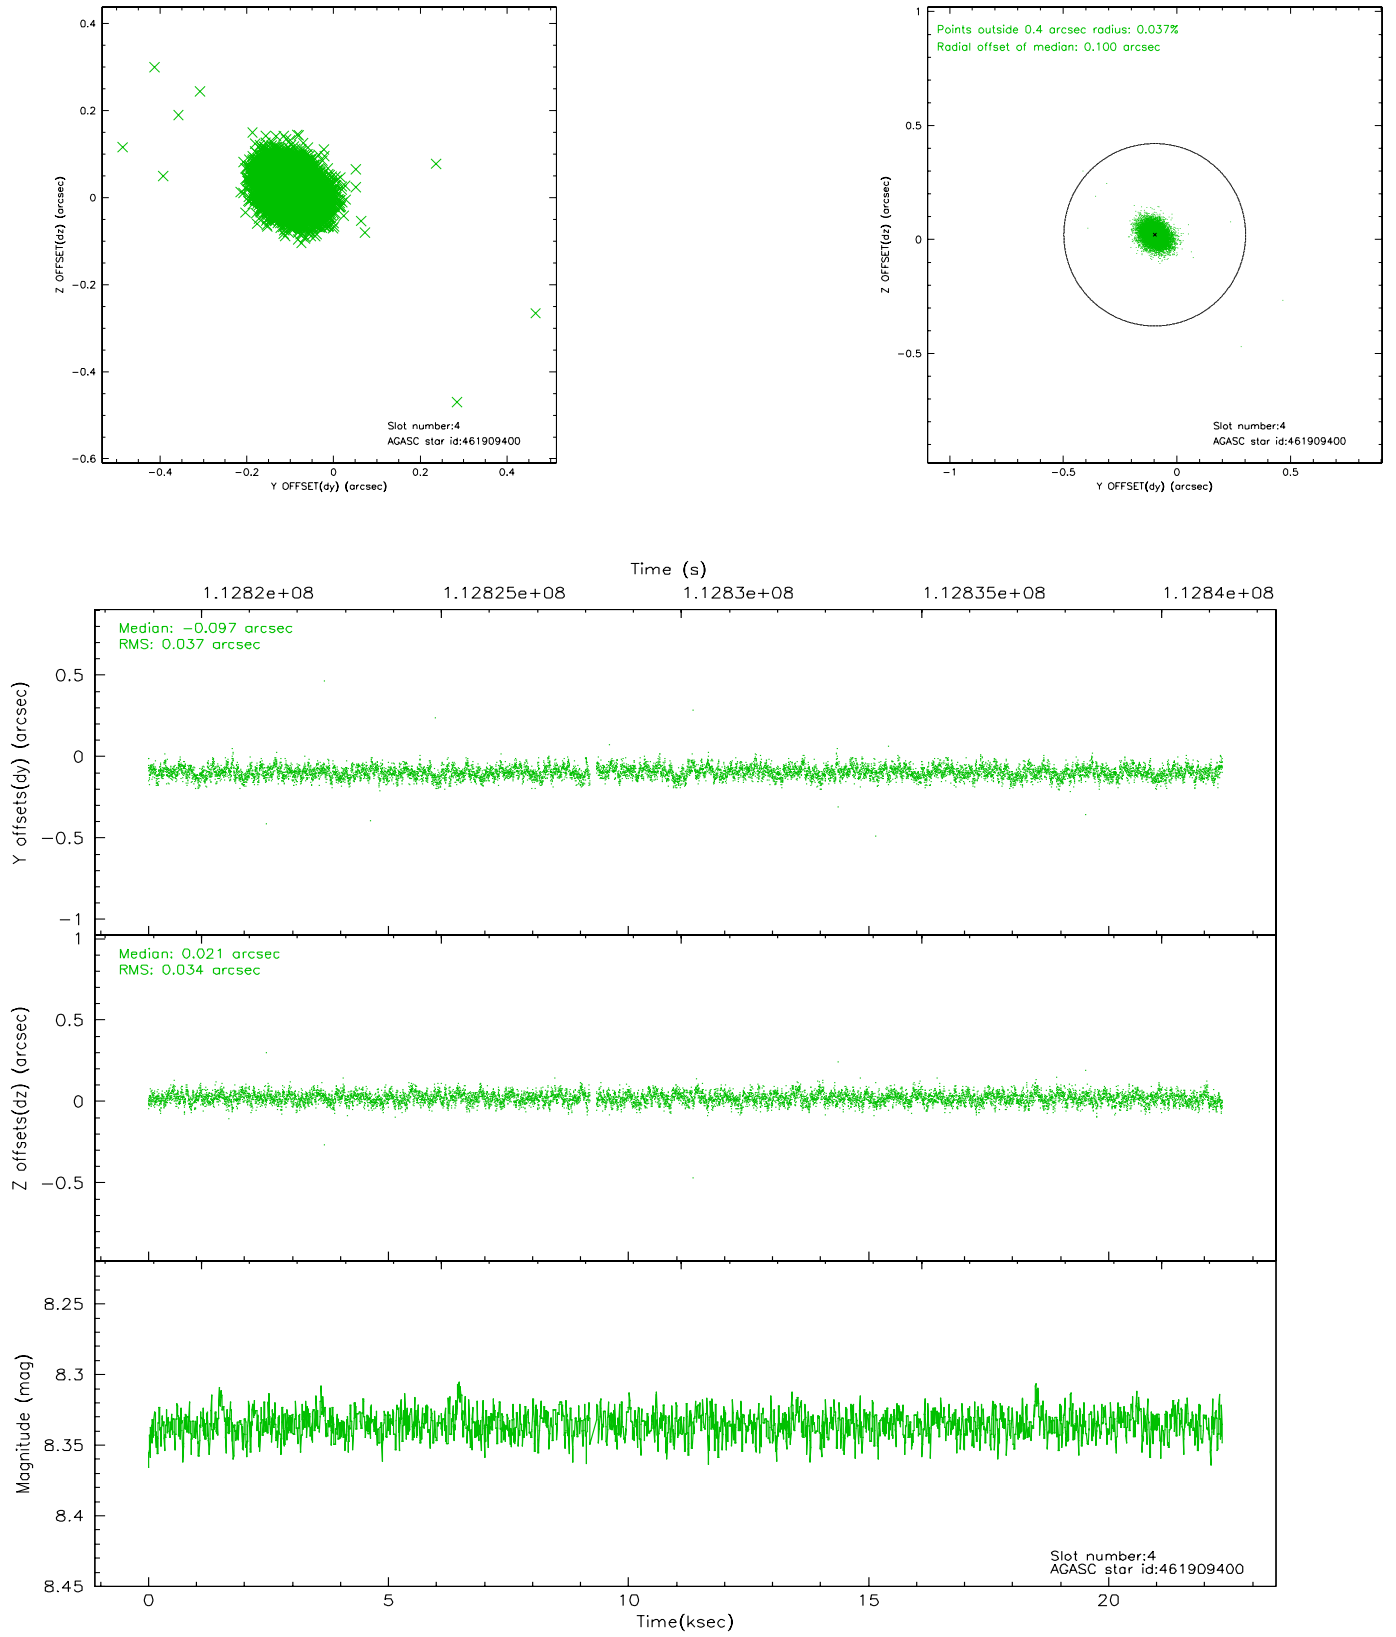 0.4
0.2
0
−0.2
−0.4
−0.6
Z OFFSET(dz) (arcsec)
Slot number:4
AGASC star id:461909400
−0.4 −0.2 0 0.2 0.4
Y OFFSET(dy) (arcsec)
Points outside 0.4 arcsec radius: 0.037%
Radial offset of median: 0.100 arcsec
1
0.5
0
−0.5
Z OFFSET(dz) (arcsec)
Slot number:4
AGASC star id:461909400
−1 −0.5 0 0.5
Y OFFSET(dy) (arcsec)
Time (s)
1.1282e+08 1.12825e+08 1.1283e+08 1.12835e+08 1.1284e+08
Median: −0.097 arcsec
RMS: 0.037 arcsec
0.5
0
−0.5
−1
Y offsets(dy) (arcsec)
Median: 0.021 arcsec
RMS: 0.034 arcsec
1
0.5
0
−0.5
Z offsets(dz) (arcsec)
8.25
8.3
8.35
8.4
8.45
Magnitude (mag)
Slot number:4
AGASC star id:461909400
0 5 10 15 20
Time(ksec)